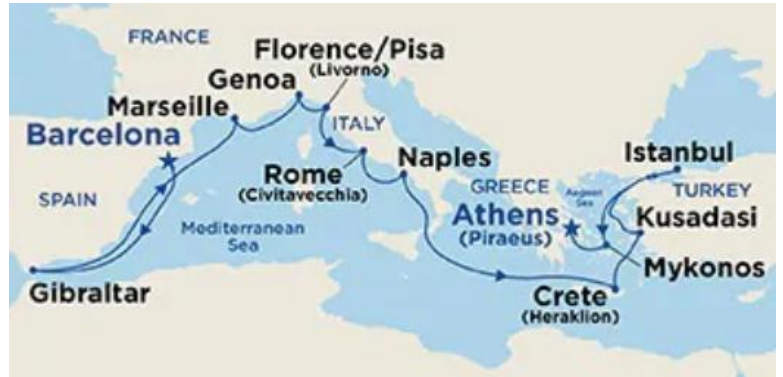 FRANCE
Florence/Pisa
(Livorno)
Genoa
Marseille
Barcelona
ITALY
Rome
(Civitavecchia)
Naples
SPAIN
Mediterranean
Sea
Gibraltar
GREECE
Aegean
Sea
Athens
(Piraeus)
Istanbul
TURKEY
Kusadasi
Mykonos
Crete
(Heraklion)